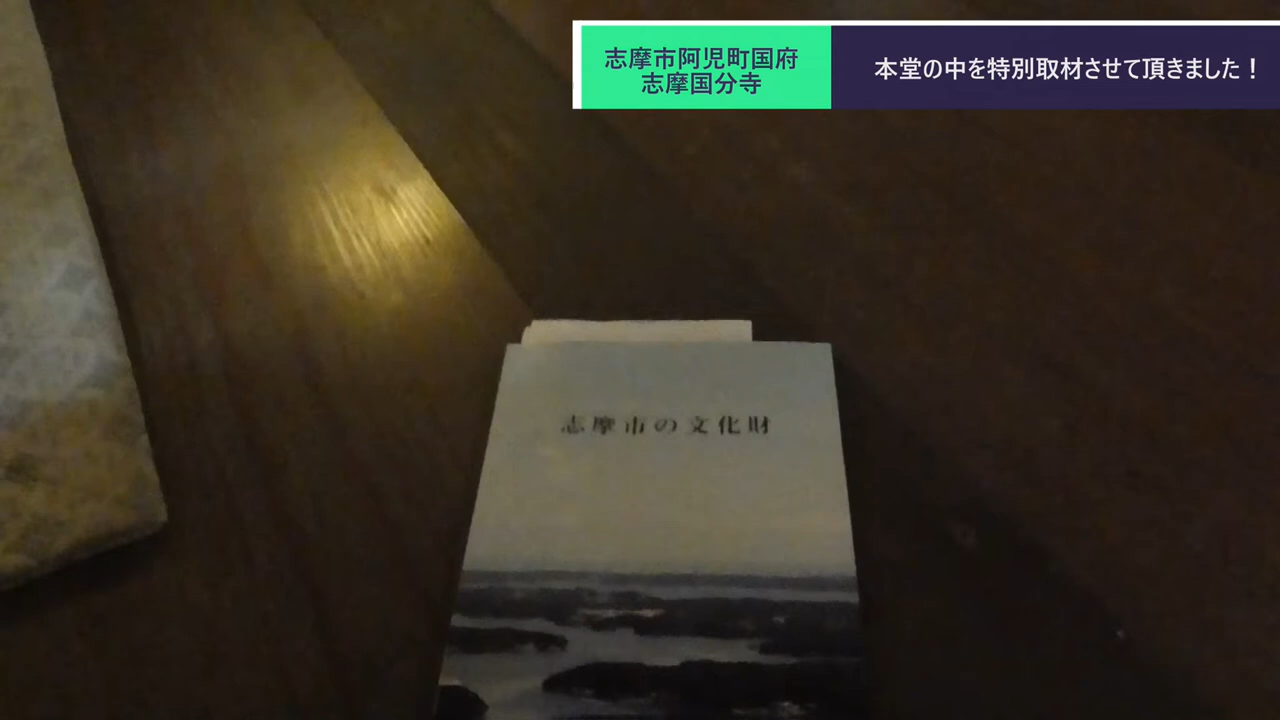 志摩市阿児町国府
志摩国分寺
本堂の中を特別取材させて頂きました！
志摩市の文化財